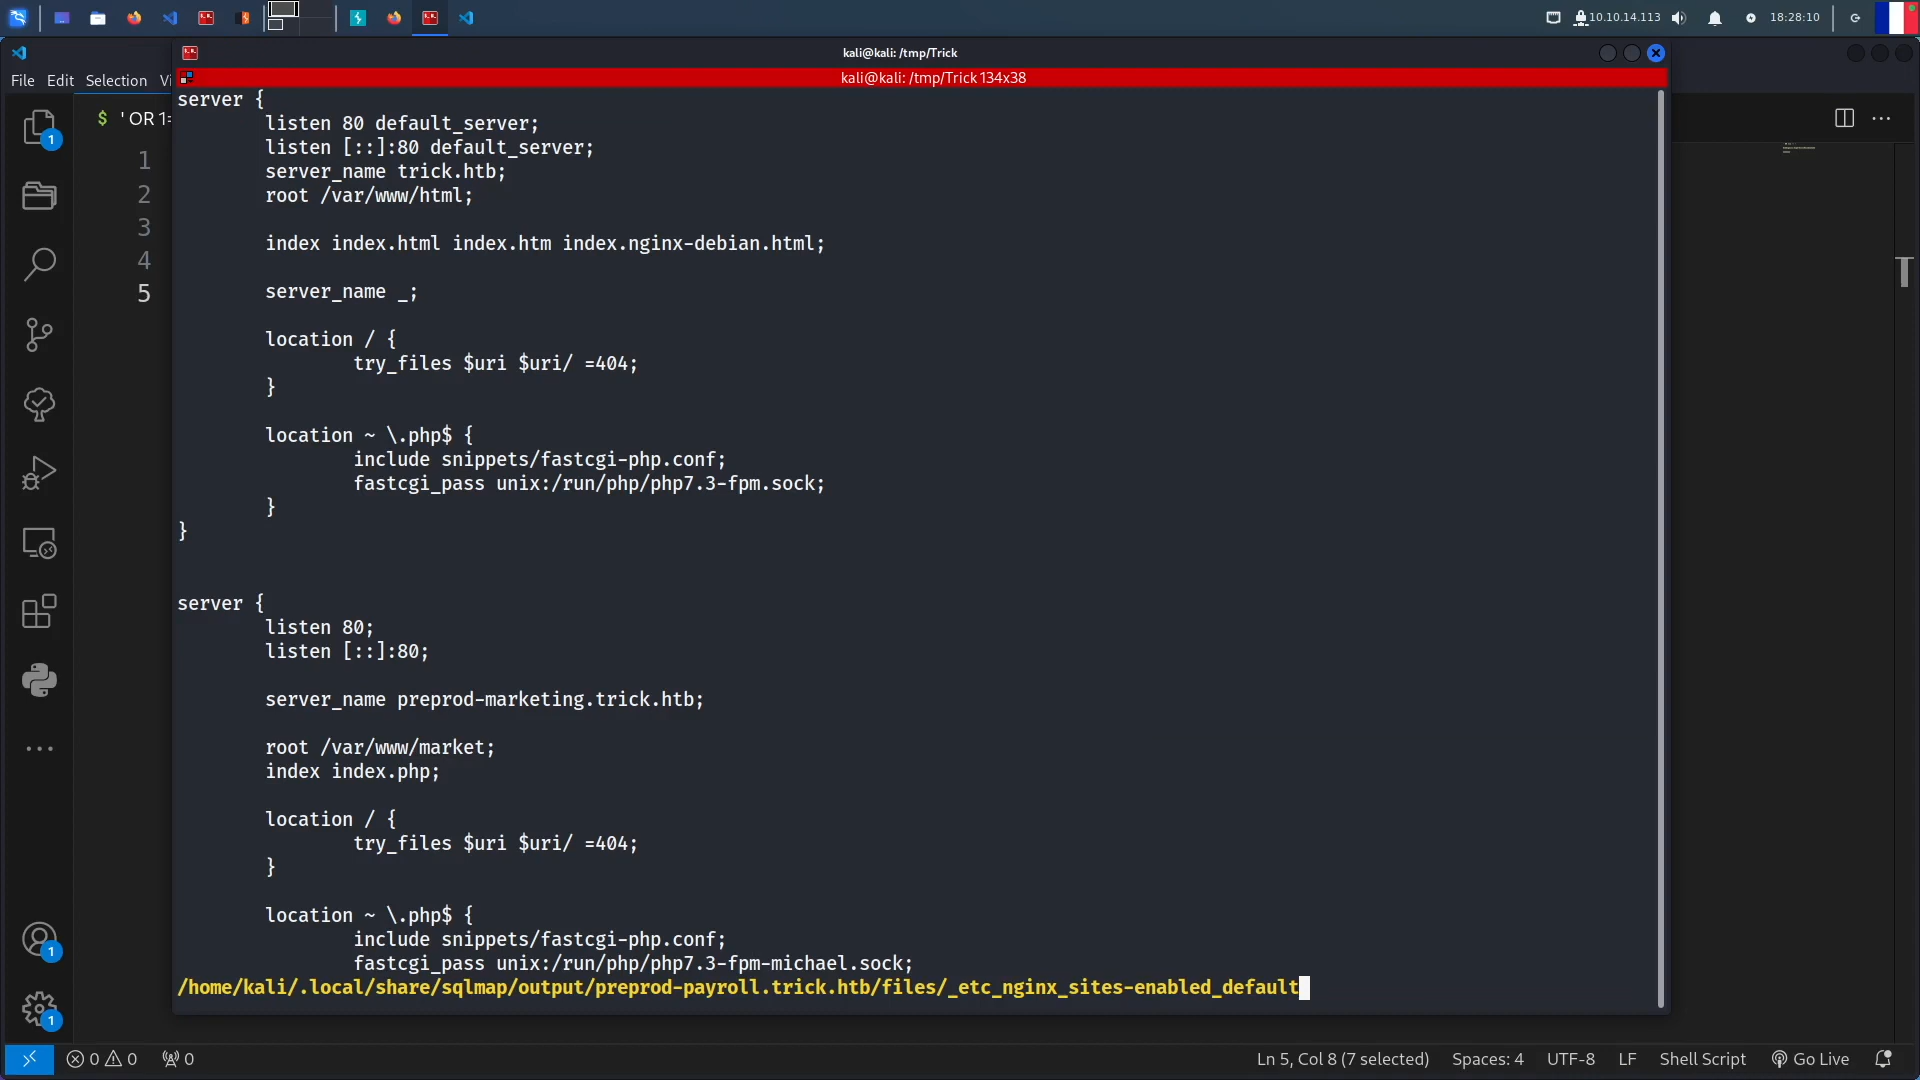 10.10.14.113
18:28:10
kali@kali: /tmp/Trick
File Edit Selection Vi
kali@kali: /tmp/Trick 134x38
$ ' OR 1=
1
2
3
4
5
server {
listen 80 default_server;
listen [::]:80 default_server;
server_name trick.htb;
root /var/www/html;
index index.html index.htm index.nginx-debian.html;
server_name _;
location / {
try_files $uri $uri/ =404;
}
location ~ \.php$ {
include snippets/fastcgi-php.conf;
fastcgi_pass unix:/run/php/php7.3-fpm.sock;
}
}
server {
listen 80;
listen [::]:80;
server_name preprod-marketing.trick.htb;
root /var/www/market;
index index.php;
location / {
try_files $uri $uri/ =404;
}
location ~ \.php$ {
include snippets/fastcgi-php.conf;
fastcgi_pass unix:/run/php/php7.3-fpm-michael.sock;
/home/kali/.local/share/sqlmap/output/preprod-payroll.trick.htb/files/_etc_nginx_sites-enabled_default
1
1
1
0 0 0
Ln 5, Col 8 (7 selected) Spaces: 4 UTF-8 LF Shell Script Go Live